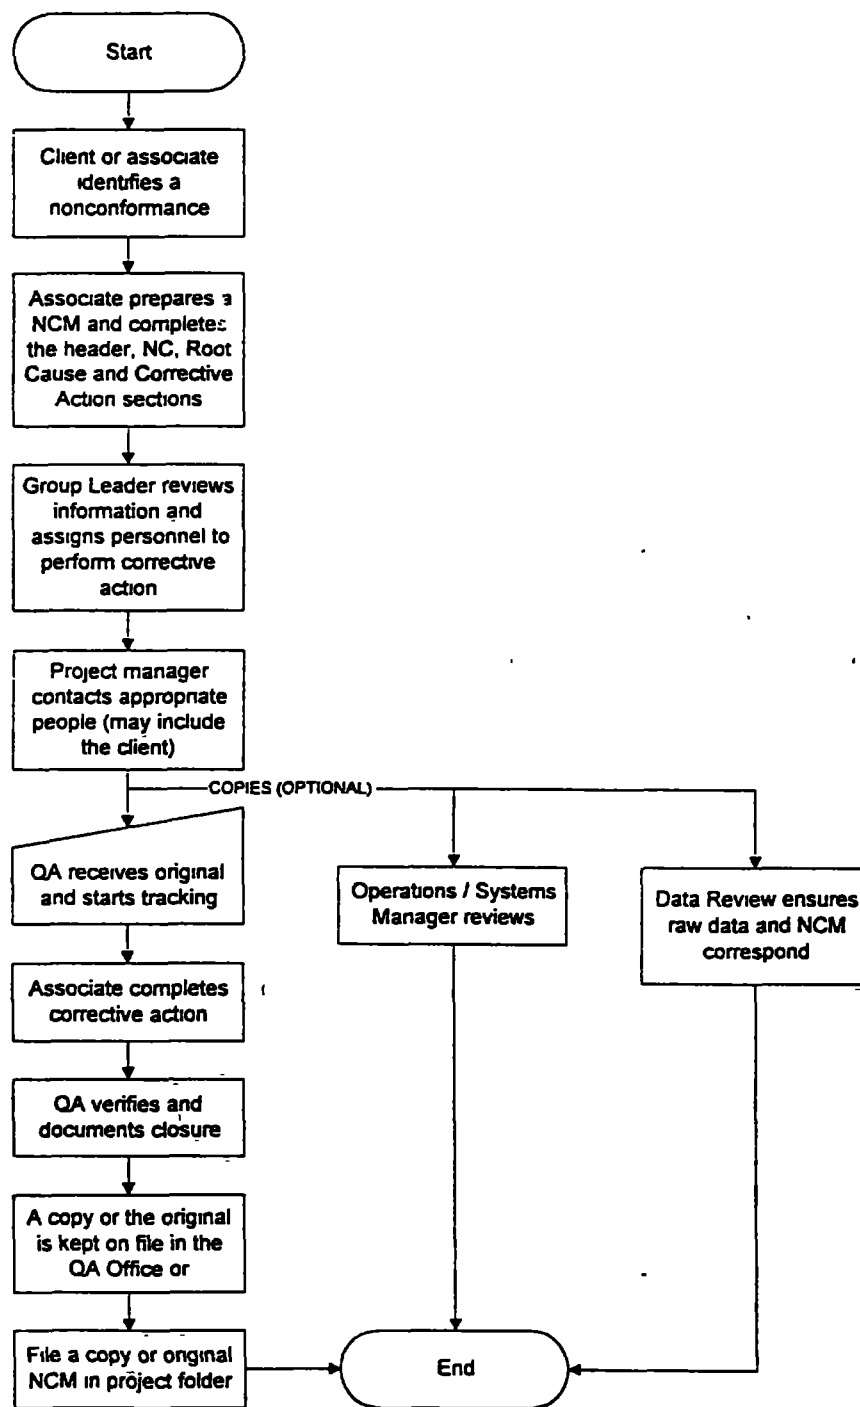 Start
Client or associate
identifies a
nonconformance
Associate prepares a
NCM and completes
the header, NC, Root
Cause and Corrective
Action sections
Group Leader reviews
information and
assigns personnel to
perform corrective
action
Project manager
contacts appropriate
people (may include
the client)
COPIES (OPTIONAL)
QA receives original
and starts tracking
Operations / Systems
Manager reviews
Data Review ensures
raw data and NCM
correspond
Associate completes
corrective action
QA verifies and
documents closure
A copy or the original
is kept on file in the
QA Office or
File a copy or original
NCM in project folder
End